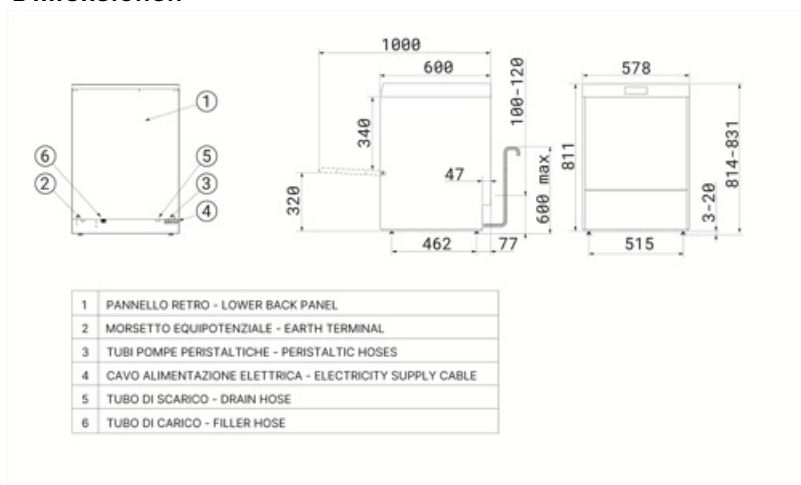 1000
600
578
1
340
100-120
811
814-831
6
5
2
3
4
47
320
600 max
3-20
462
77
515
1 PANNELLO RETRO - LOWER BACK PANEL
2 MORSETTO EQUIPOTENZIALE - EARTH TERMINAL
3 TUBI POMPE PERISTALTICHE - PERISTALTIC HOSES
4 CAVO ALIMENTAZIONE ELETTRICA - ELECTRICITY SUPPLY CABLE
5 TUBO DI SCARICO - DRAIN HOSE
6 TUBO DI CARICO - FILLER HOSE